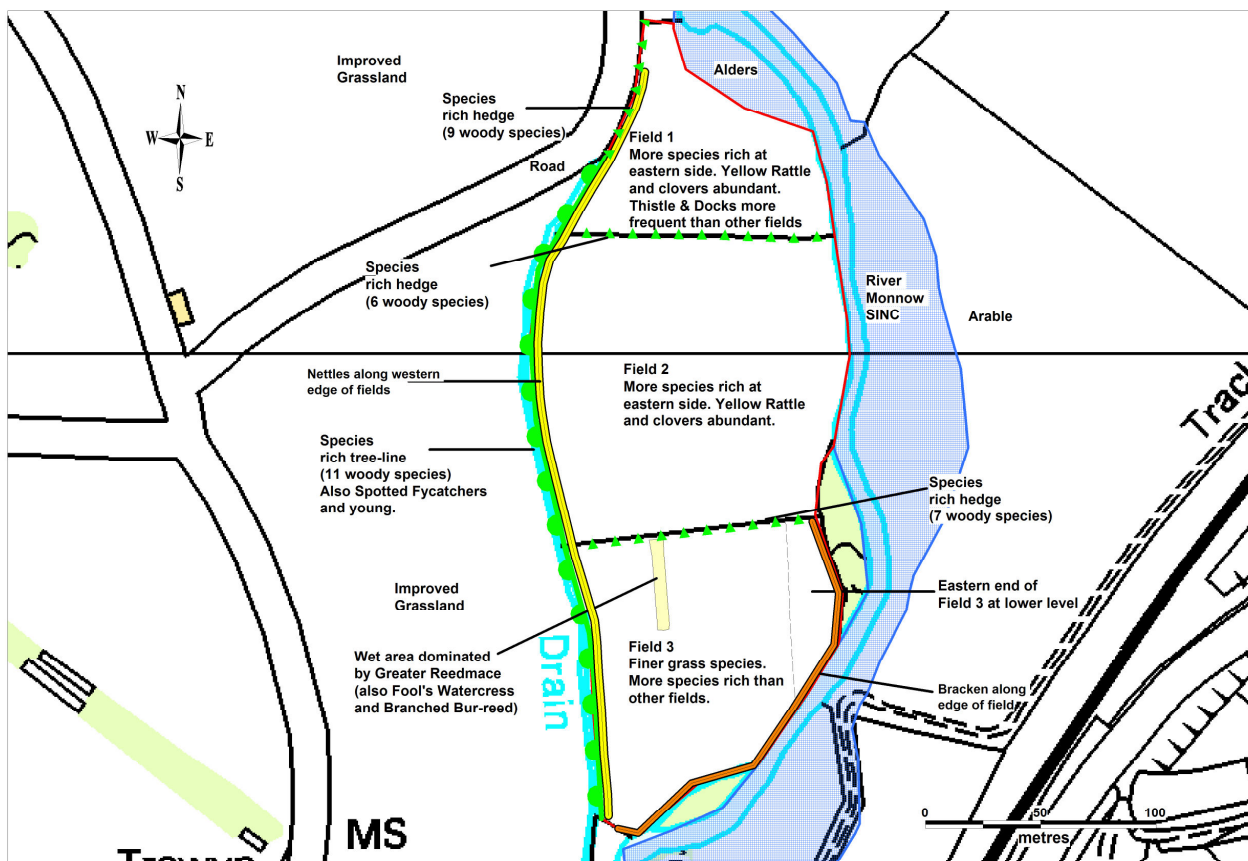 Improved
Grassland
Alders
Species
rich hedge
(9 woody species)
N
W
E
S
Field 1
More species rich at
eastern side. Yellow Rattle
and clovers abundant.
Thistle & Docks more
frequent than other fields
Road
Species
rich hedge
(6 woody species)
River
Monnow
SINC
Arable
Nettles along western
edge of fields
Field 2
More species rich at
eastern side. Yellow Rattle
and clovers abundant.
Track
Species
rich tree-line
(11 woody species)
Also Spotted Fycatchers
and young.
Species
rich hedge
(7 woody species)
Improved
Grassland
Eastern end of
Field 3 at lower level
Drain
Field 3
Finer grass species.
More species rich than
other fields.
Wet area dominated
by Greater Reedmace
(also Fool's Watercress
and Branched Bur-reed)
Bracken along
edge of field
0 50 100
metres
MS